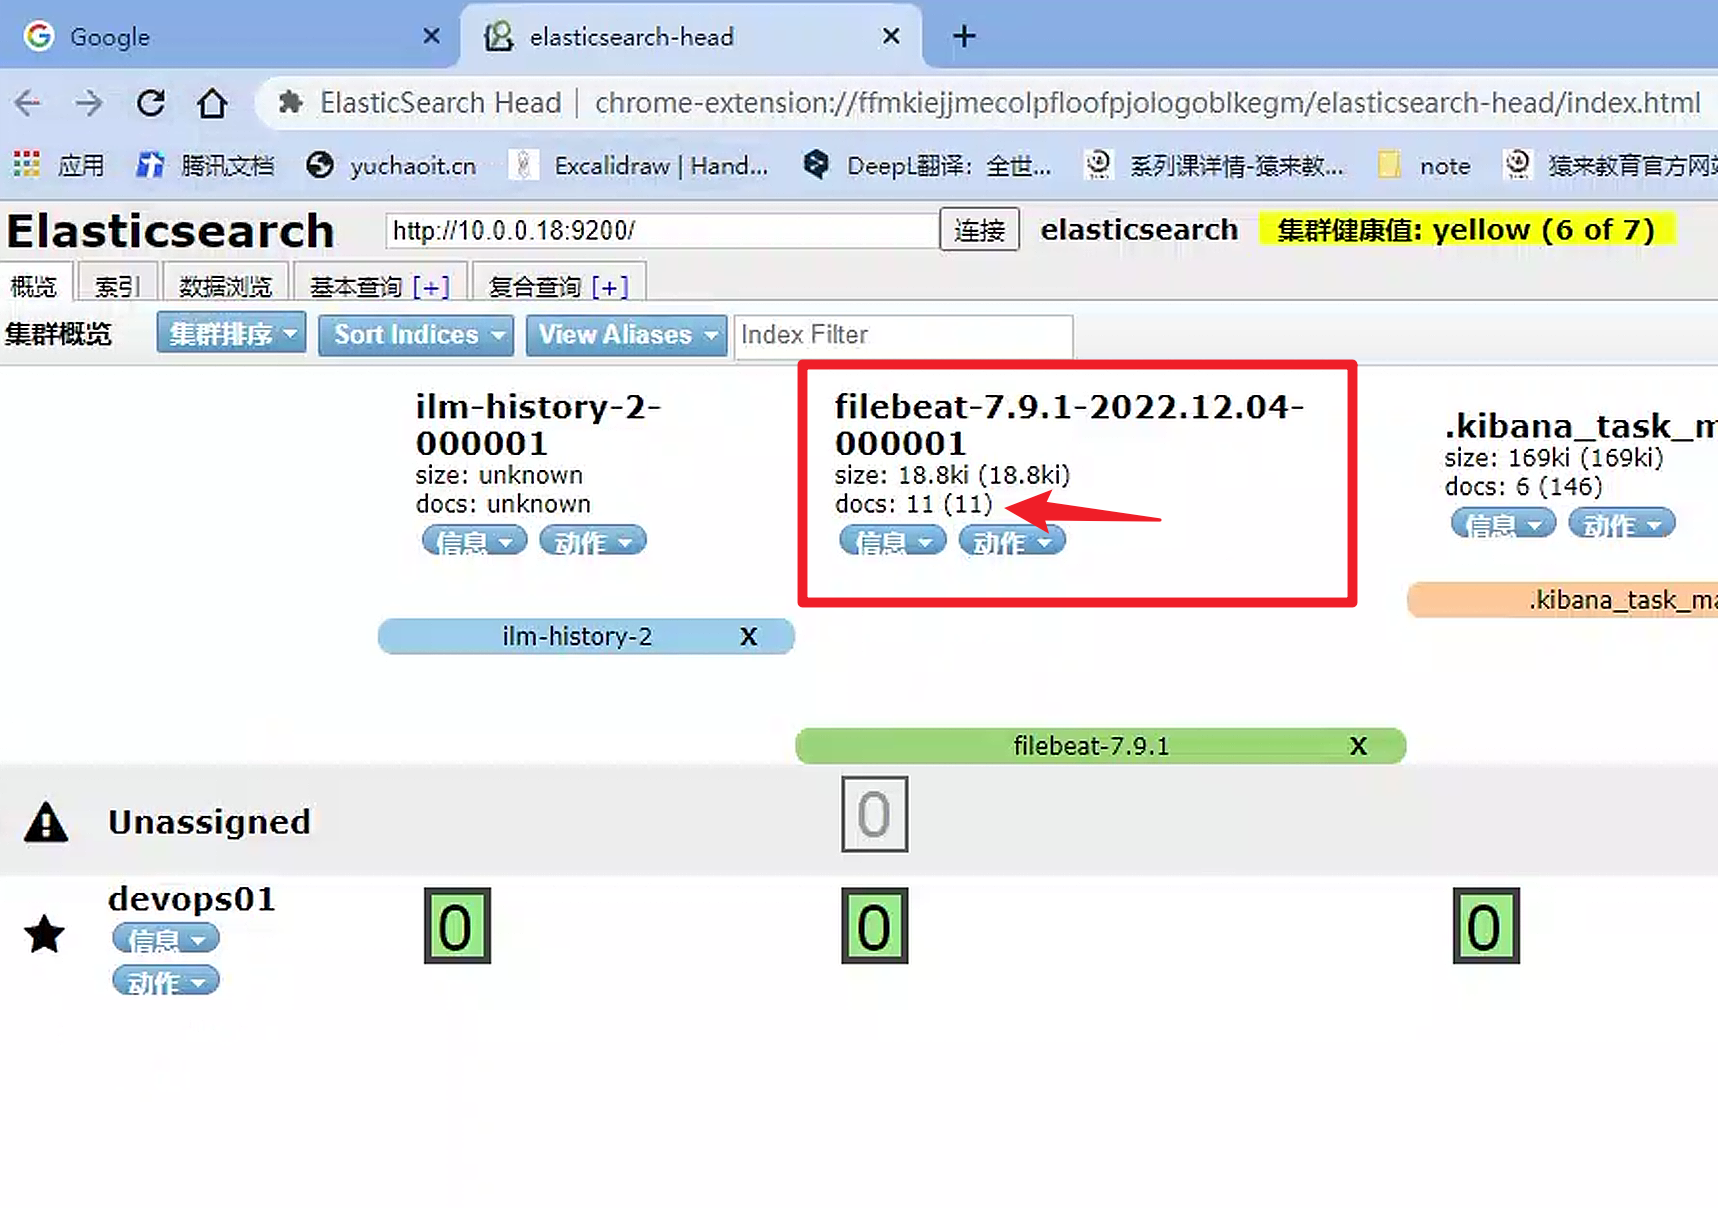 Google
elasticsearch-head
ElasticSearch Head | chrome-extension://ffmkiejjmecolpfloofpjologoblkegm/elasticsearch-head/index.html
应用 腾讯文档 yuchaoit.cn Excalidraw | Hand... DeepL翻译：全世... 系列课详情-猿来教... note 猿来教育官方网
Elasticsearch http://10.0.0.18:9200/ 连接 elasticsearch 集群健康值: yellow (6 of 7)
概览 索引 数据浏览 基本查询 [+] 复合查询 [+]
集群概览 集群排序 Sort Indices View Aliases Index Filter
ilm-history-2-
000001
size: unknown
docs: unknown
信息 动作
filebeat-7.9.1-2022.12.04-
000001
size: 18.8ki (18.8ki)
docs: 11 (11)
信息 动作
.kibana_task_m
size: 169ki (169ki)
docs: 6 (146)
信息 动作
.kibana_task_ma
ilm-history-2 X
filebeat-7.9.1 X
Unassigned 0
devops01 0 0 0
信息
动作